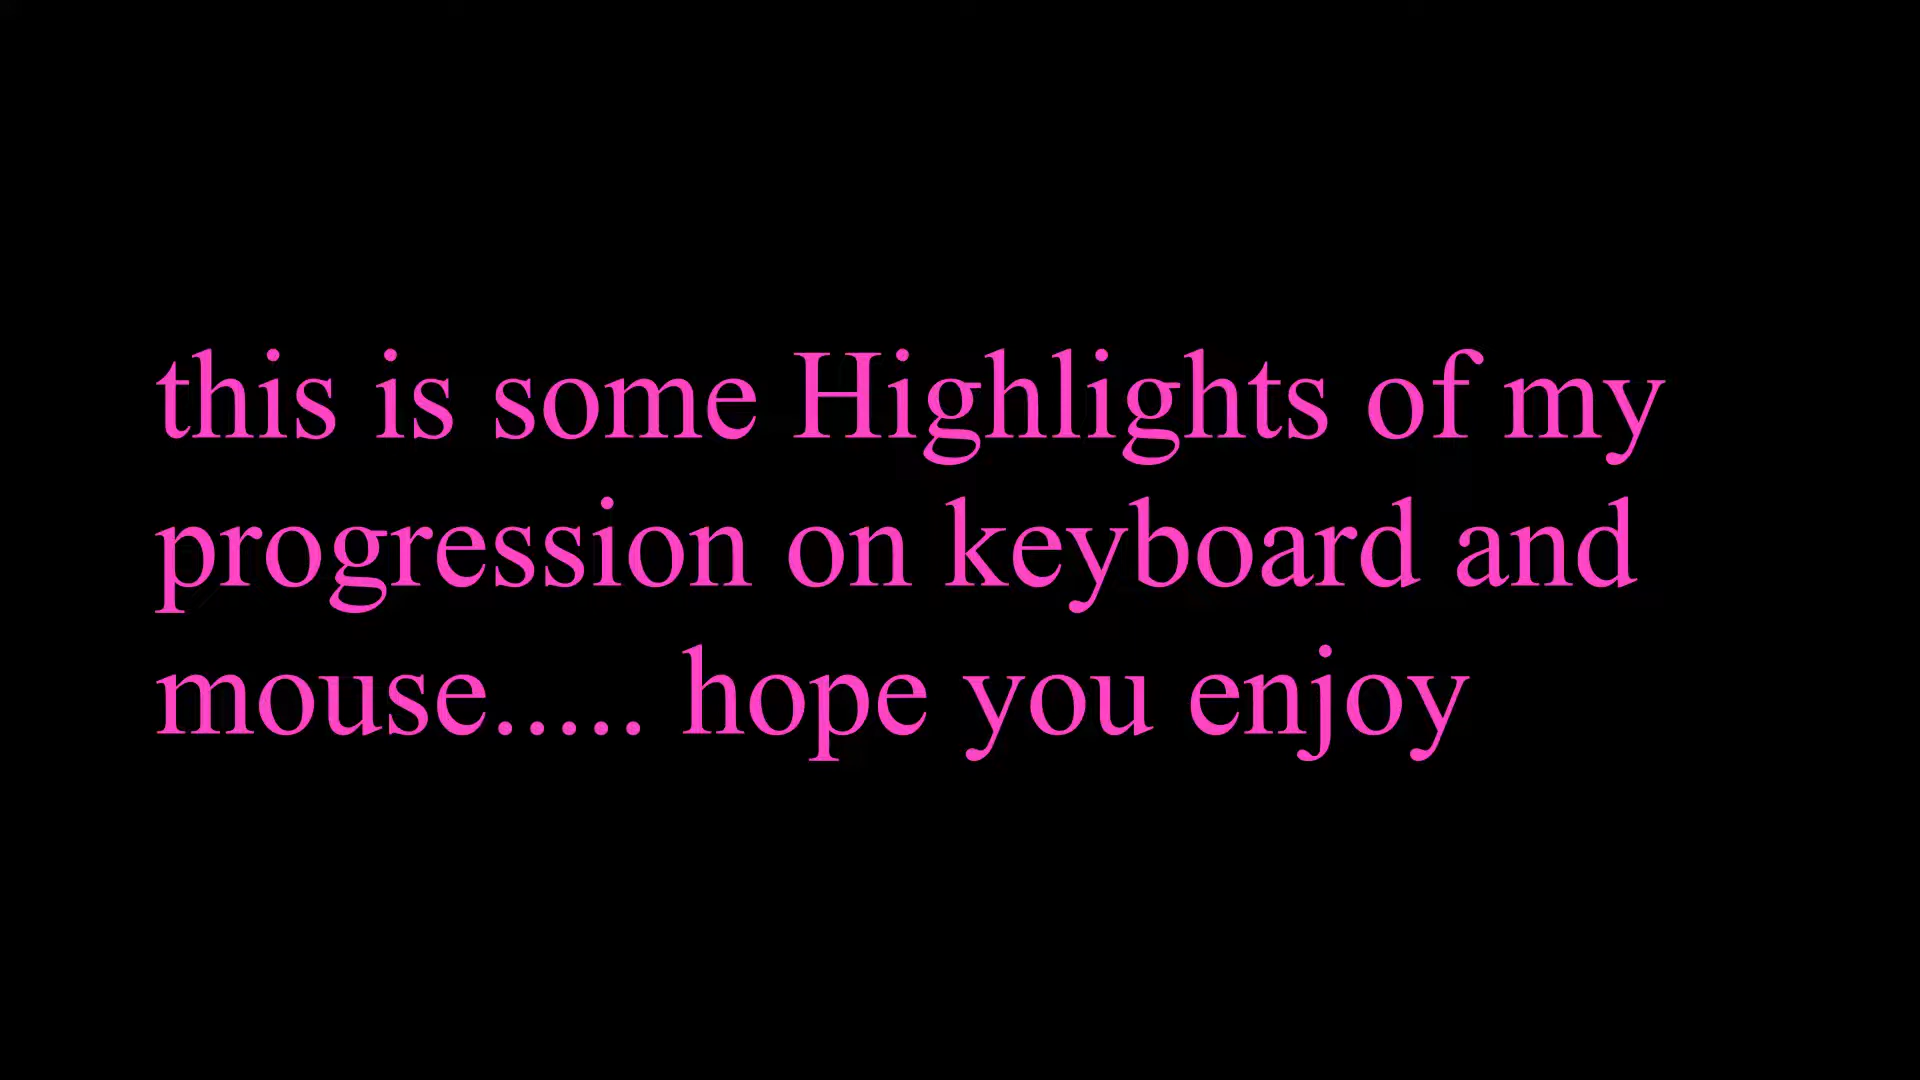 this is some Highlights of my
progression on keyboard and
mouse..... hope you enjoy